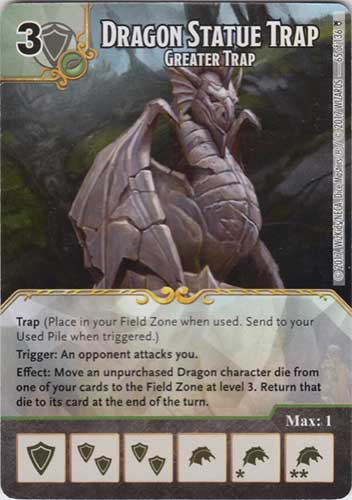 3
DRAGON STATUE TRAP
GREATER TRAP
Trap (Place in your Field Zone when used. Send to your
Used Pile when triggered.)
Trigger: An opponent attacks you.
Effect: Move an unpurchased Dragon character die from
one of your cards to the Field Zone at level 3. Return that
die to its card at the end of the turn.
Max: 1
*
**